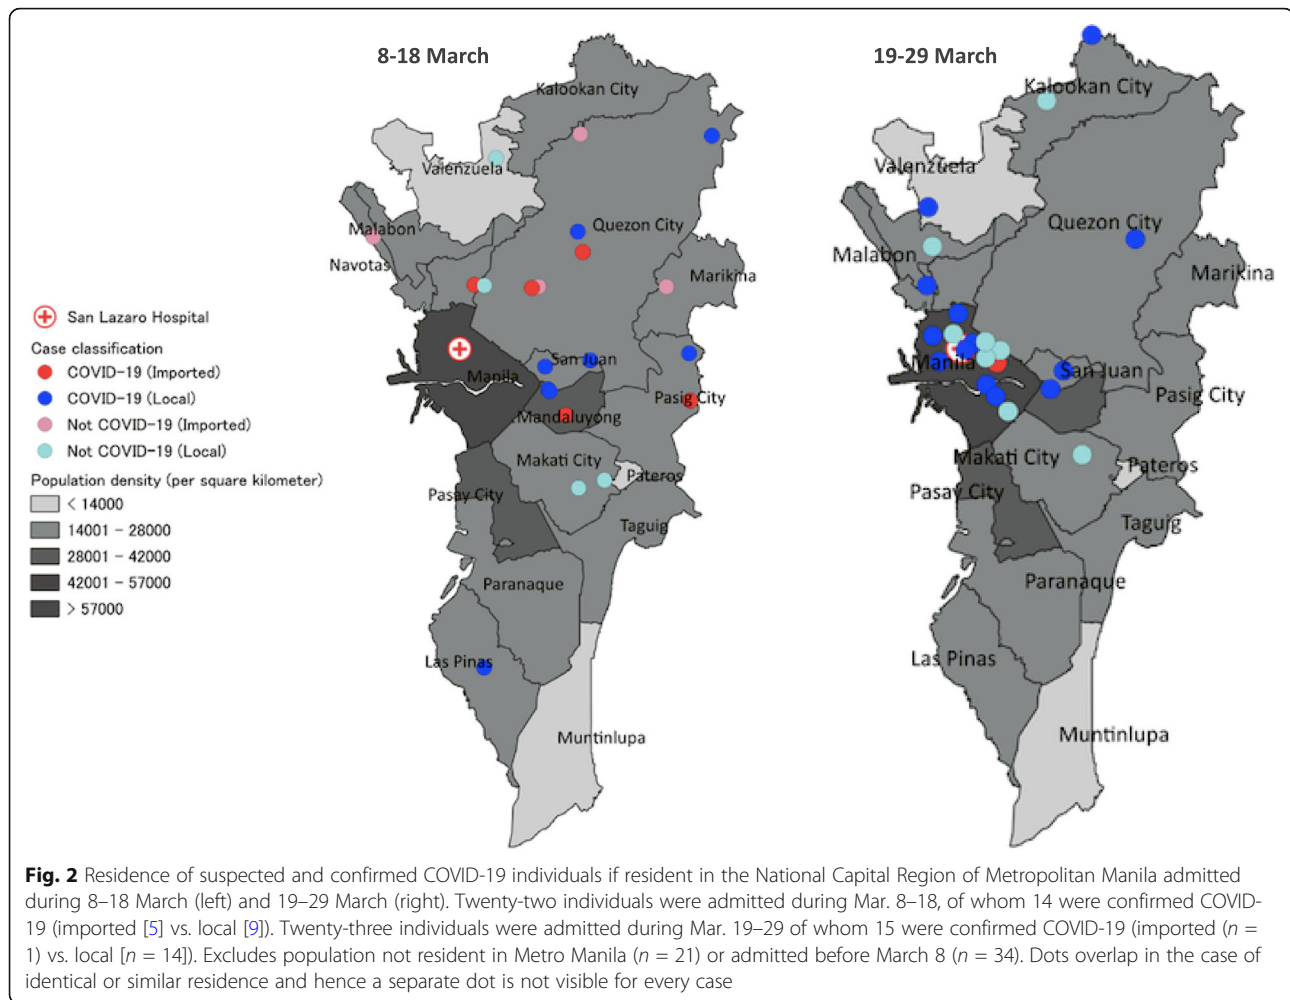 8-18 March
19-29 March
Kalookan City
Valenzuela
Quezon City
Malabon
Navotas
Marikina
San Juan
Manila
Pasig City
Mandaluyong
Makati City
Pateros
Pasay City
Taguig
Paranaque
Las Pinas
Muntinlupa
Kalookan City
Valenzuela
Quezon City
Malabon
Marikina
Manila
San Juan
Pasig City
Makati City
Pateros
Pasay City
Taguig
Paranaque
Las Pinas
Muntinlupa
San Lazaro Hospital
Case classification
COVID-19 (Imported)
COVID-19 (Local)
Not COVID-19 (Imported)
Not COVID-19 (Local)
Population density (per square kilometer)
< 14000
14001 - 28000
28001 - 42000
42001 - 57000
> 57000
Fig. 2 Residence of suspected and confirmed COVID-19 individuals if resident in the National Capital Region of Metropolitan Manila admitted
during 8–18 March (left) and 19–29 March (right). Twenty-two individuals were admitted during Mar. 8–18, of whom 14 were confirmed COVID-
19 (imported [5] vs. local [9]). Twenty-three individuals were admitted during Mar. 19–29 of whom 15 were confirmed COVID-19 (imported (n =
1) vs. local [n = 14]). Excludes population not resident in Metro Manila (n = 21) or admitted before March 8 (n = 34). Dots overlap in the case of
identical or similar residence and hence a separate dot is not visible for every case